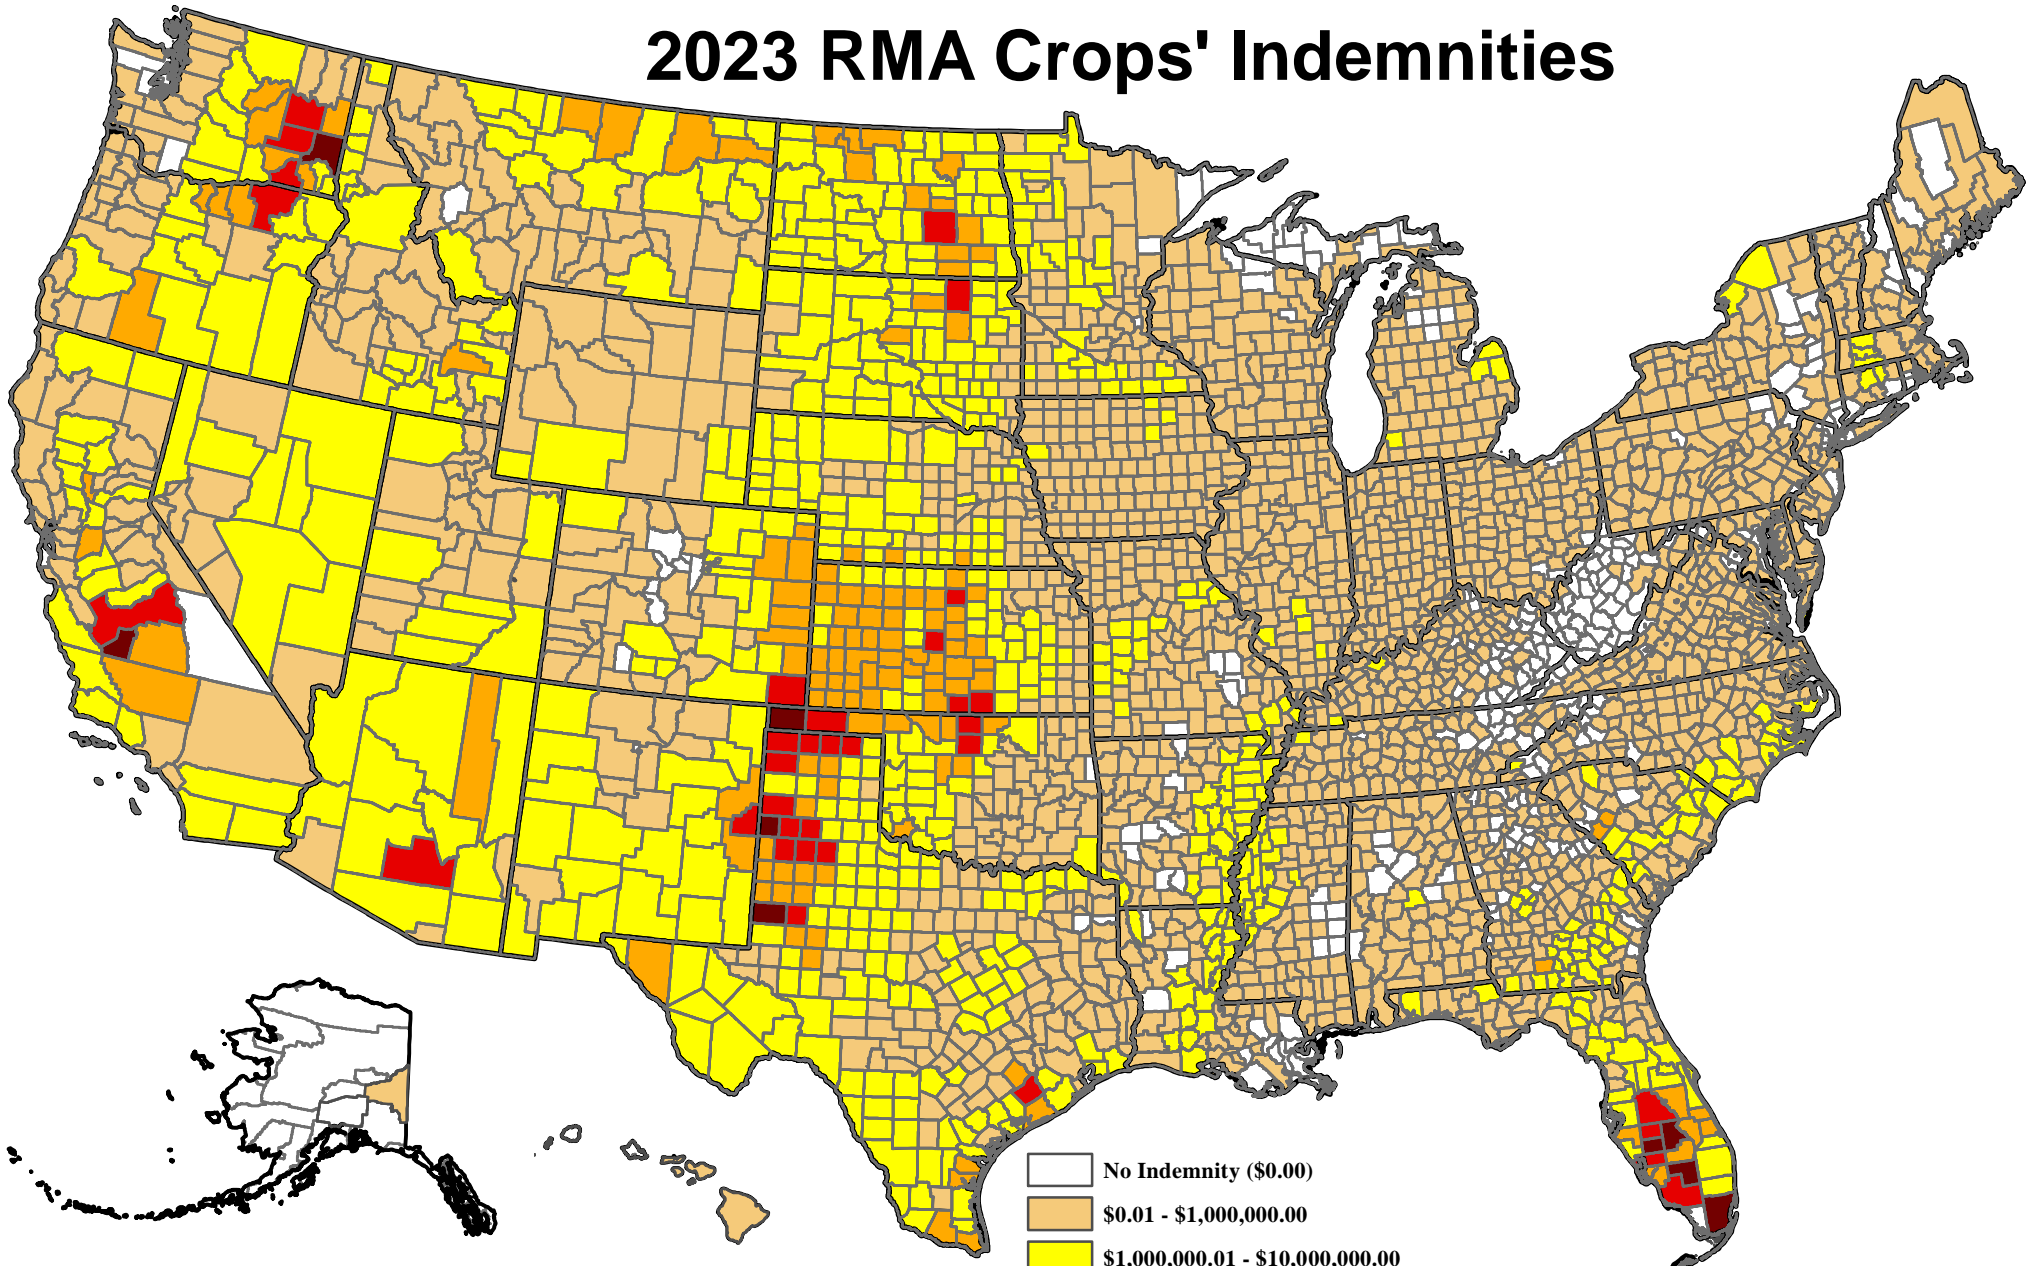 2023 RMA Crops' Indemnities
No Indemnity ($0.00)
$0.01 - $1,000,000.00
$1,000,000.01 - $10,000,000.00